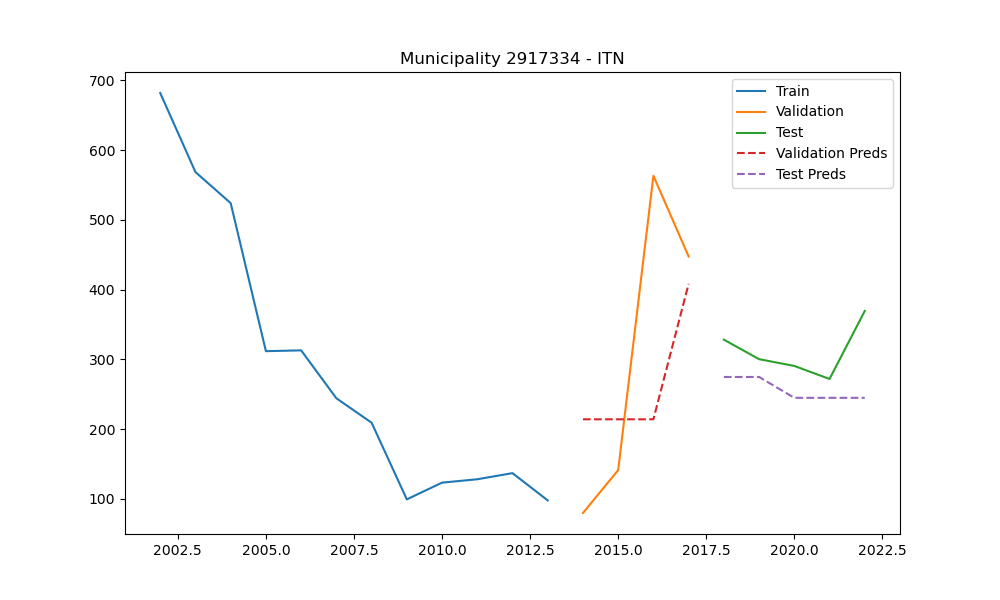 Municipality 2917334 - ITN
700
600
500
400
300
200
100
Train
Validation
Test
Validation Preds
Test Preds
2002.5 2005.0 2007.5 2010.0 2012.5 2015.0 2017.5 2020.0 2022.5